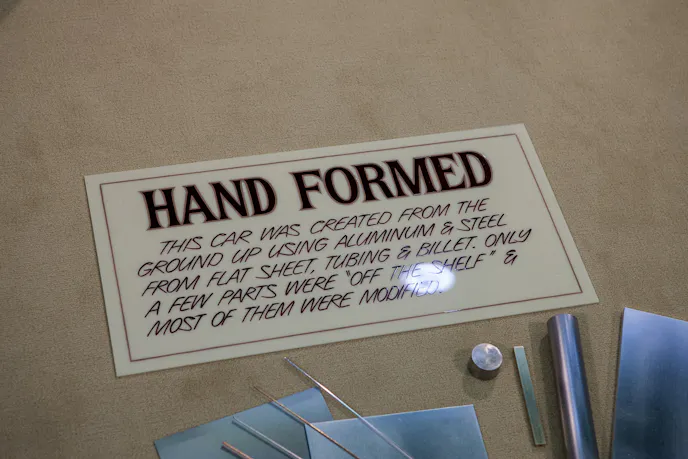 HAND FORMED
THIS CAR WAS CREATED FROM THE
GROUND UP USING ALUMINUM & STEEL
FROM FLAT SHEET, TUBING & BILLET. ONLY
A FEW PARTS WERE "OFF THE SHELF" &
MOST OF THEM WERE MODIFIED.